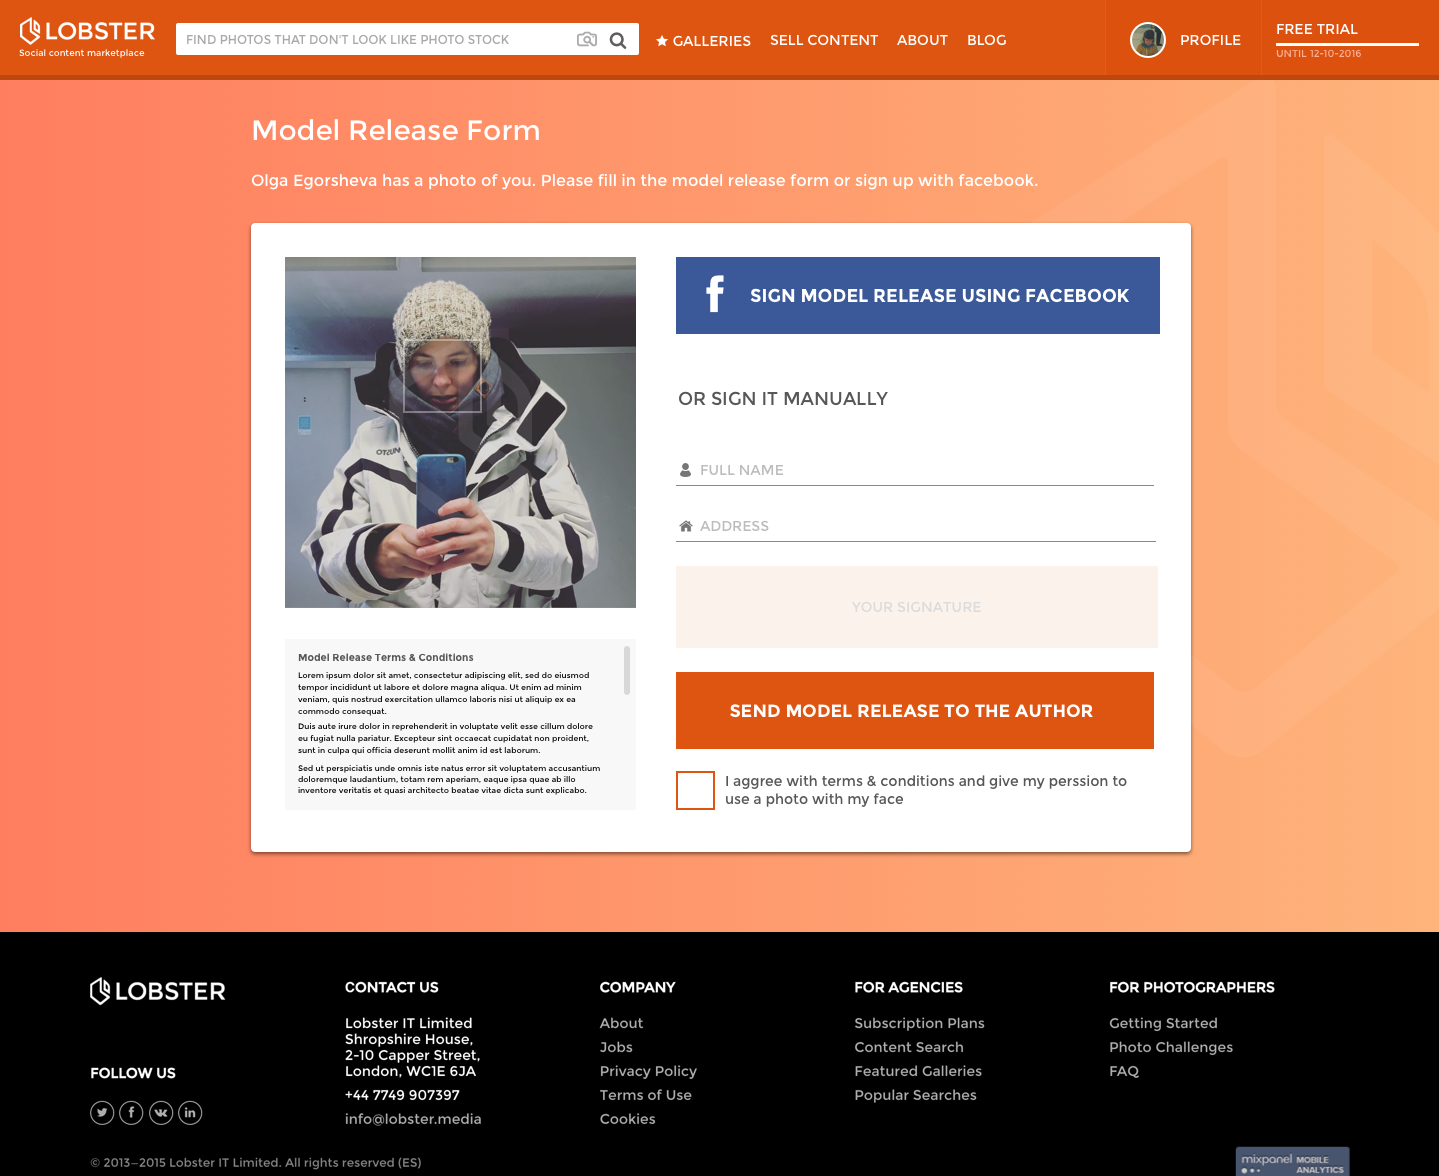 LOBSTER
Social content marketplace
FIND PHOTOS THAT DON'T LOOK LIKE PHOTO STOCK
GALLERIES
SELL CONTENT
ABOUT
BLOG
PROFILE
FREE TRIAL
UNTIL 12-10-2016
Model Release Form
Olga Egorsheva has a photo of you. Please fill in the model release form or sign up with facebook.
OTSUN
Model Release Terms & Conditions
Lorem ipsum dolor sit amet, consectetur adipiscing elit, sed do eiusmod
tempor incididunt ut labore et dolore magna aliqua. Ut enim ad minim
veniam, quis nostrud exercitation ullamco laboris nisi ut aliquip ex ea
commodo consequat.
Duis aute irure dolor in reprehenderit in voluptate velit esse cillum dolore
eu fugiat nulla pariatur. Excepteur sint occaecat cupidatat non proident,
sunt in culpa qui officia deserunt mollit anim id est laborum.
Sed ut perspiciatis unde omnis iste natus error sit voluptatem accusantium
doloremque laudantium, totam rem aperiam, eaque ipsa quae ab illo
inventore veritatis et quasi architecto beatae vitae dicta sunt explicabo.
SIGN MODEL RELEASE USING FACEBOOK
OR SIGN IT MANUALLY
FULL NAME
ADDRESS
YOUR SIGNATURE
SEND MODEL RELEASE TO THE AUTHOR
I aggree with terms & conditions and give my perssion to
use a photo with my face
LOBSTER
FOLLOW US
CONTACT US
Lobster IT Limited
Shropshire House,
2-10 Capper Street,
London, WC1E 6JA
+44 7749 907397
info@lobster.media
COMPANY
About
Jobs
Privacy Policy
Terms of Use
Cookies
FOR AGENCIES
Subscription Plans
Content Search
Featured Galleries
Popular Searches
FOR PHOTOGRAPHERS
Getting Started
Photo Challenges
FAQ
© 2013–2015 Lobster IT Limited. All rights reserved (ES)
mixpanel MOBILE
ANALYTICS